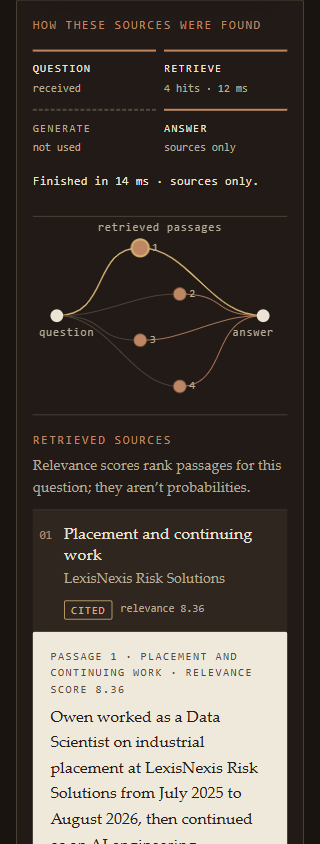 HOW THESE SOURCES WERE FOUND
QUESTION
received
RETRIEVE
4 hits · 12 ms
GENERATE
not used
ANSWER
sources only
Finished in 14 ms · sources only.
retrieved passages
1
2
question
answer
3
4
RETRIEVED SOURCES
Relevance scores rank passages for this
question; they aren’t probabilities.
01 Placement and continuing
work
LexisNexis Risk Solutions
CITED relevance 8.36
PASSAGE 1 · PLACEMENT AND
CONTINUING WORK · RELEVANCE
SCORE 8.36
Owen worked as a Data
Scientist on industrial
placement at LexisNexis Risk
Solutions from July 2025 to
August 2026, then continued
as an AI engineering